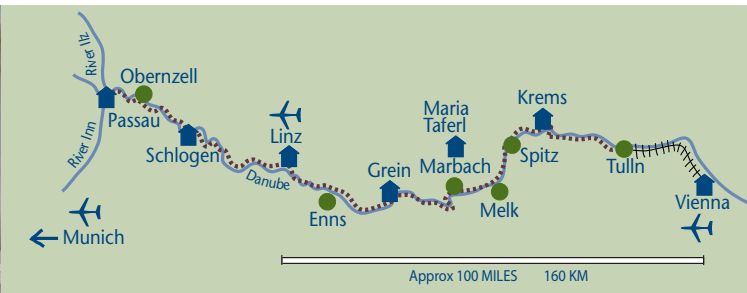 River Ilz
Obernzell
Passau
River Inn
Schlogen
Munich
Linz
Danube
Enns
Grein
Maria
Taferl
Marbach
Melk
Krems
Spitz
Tulln
Vienna
Approx 100 MILES 160 KM